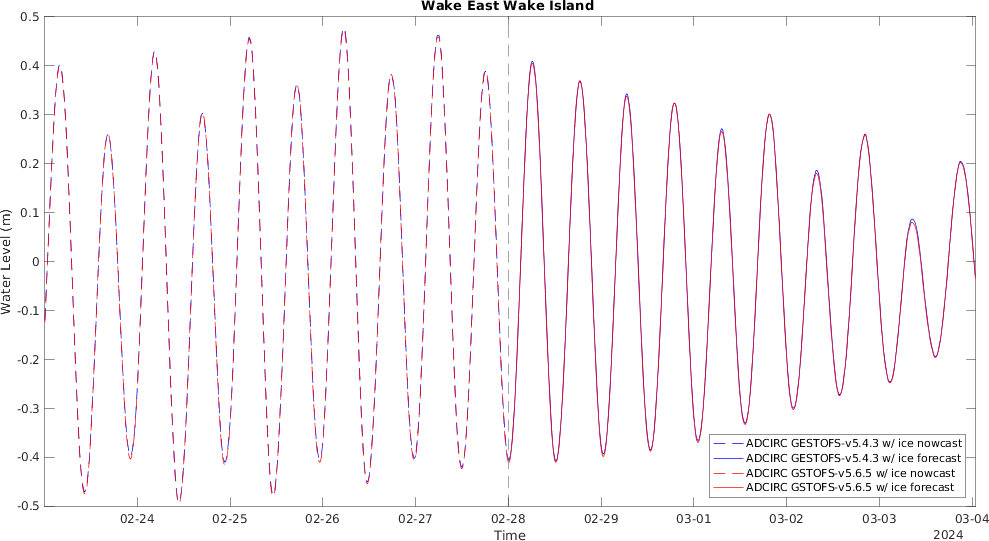 Wake East Wake Island
0.5
0.4
0.3
0.2
0.1
0
-0.1
-0.2
-0.3
-0.4
-0.5
Water Level (m)
02-24 02-25 02-26 02-27 02-28 02-29 03-01 03-02 03-03 03-04
Time
2024
ADCIRC GESTOFS-v5.4.3 w/ ice nowcast
ADCIRC GESTOFS-v5.4.3 w/ ice forecast
ADCIRC GSTOFS-v5.6.5 w/ ice nowcast
ADCIRC GSTOFS-v5.6.5 w/ ice forecast